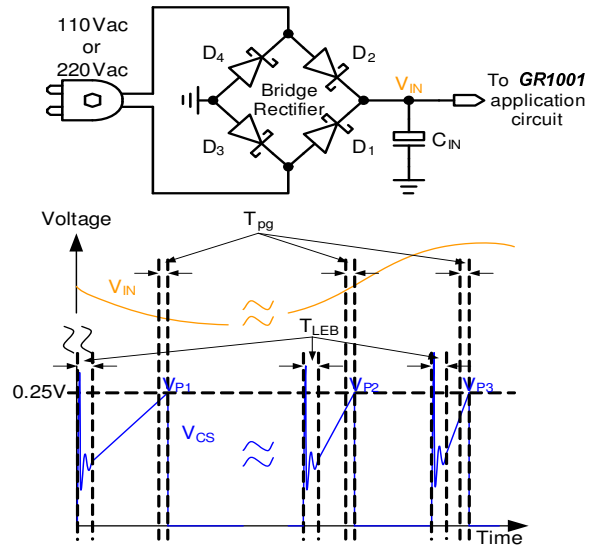 110Vac
or
220Vac
D4
D2
Bridge
Rectifier
D3
D1
VIN
CIN
To GR1001
application
circuit
Voltage
Tpg
VIN
TLEB
0.25V
VP1
VP2
VP3
VCS
Time